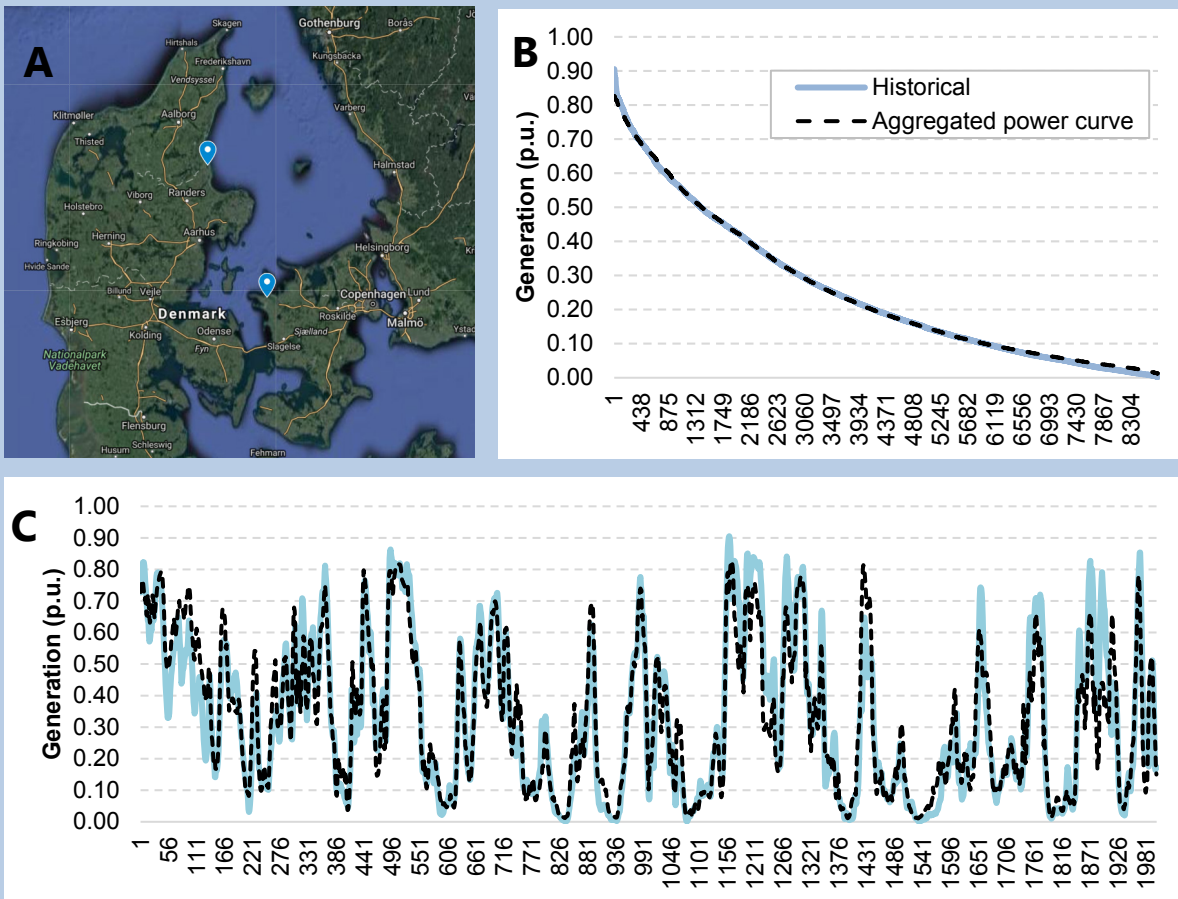 A
Skagen
Gothenburg
Borås
Hirtshals
Kungsbacka
Frederikshavn
Vendsyssel
Klitmøller
Aalborg
Varberg
Thisted
Halmstad
Viborg
Randers
Holstebro
Aarhus
Herning
Helsingborg
Ringkobing
Hvide Sande
Billund
Vejle
Copenhagen
Lund
Denmark
Roskilde
Esbjerg
Malmö
Kolding
Odense
Sjælland
Ystad
Fyn
Slagelse
Nationalpark
Vadehavet
Flensburg
Schleswig
Husum
Fehmarn
B
Generation (p.u.)
1.00
0.90
0.80
0.70
0.60
0.50
0.40
0.30
0.20
0.10
0.00
Historical
Aggregated power curve
1
438
875
1312
1749
2186
2623
3060
3497
3934
4371
4808
5245
5682
6119
6556
6993
7430
7867
8304
C
Generation (p.u.)
1.00
0.90
0.80
0.70
0.60
0.50
0.40
0.30
0.20
0.10
0.00
1
56
111
166
221
276
331
386
441
496
551
606
661
716
771
826
881
936
991
1046
1101
1156
1211
1266
1321
1376
1431
1486
1541
1596
1651
1706
1761
1816
1871
1926
1981